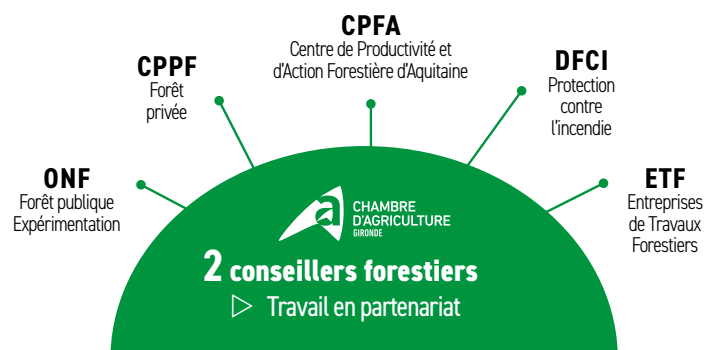 CPFA
Centre de Productivité et
d'Action Forestière d'Aquitaine
CPPF
Forêt
privée
DFCI
Protection
contre
l'incendie
ONF
Forêt publique
Expérimentation
ETF
Entreprises
de Travaux
Forestiers
a
CHAMBRE
D'AGRICULTURE
GIRONDE
2 conseillers forestiers
▷ Travail en partenariat